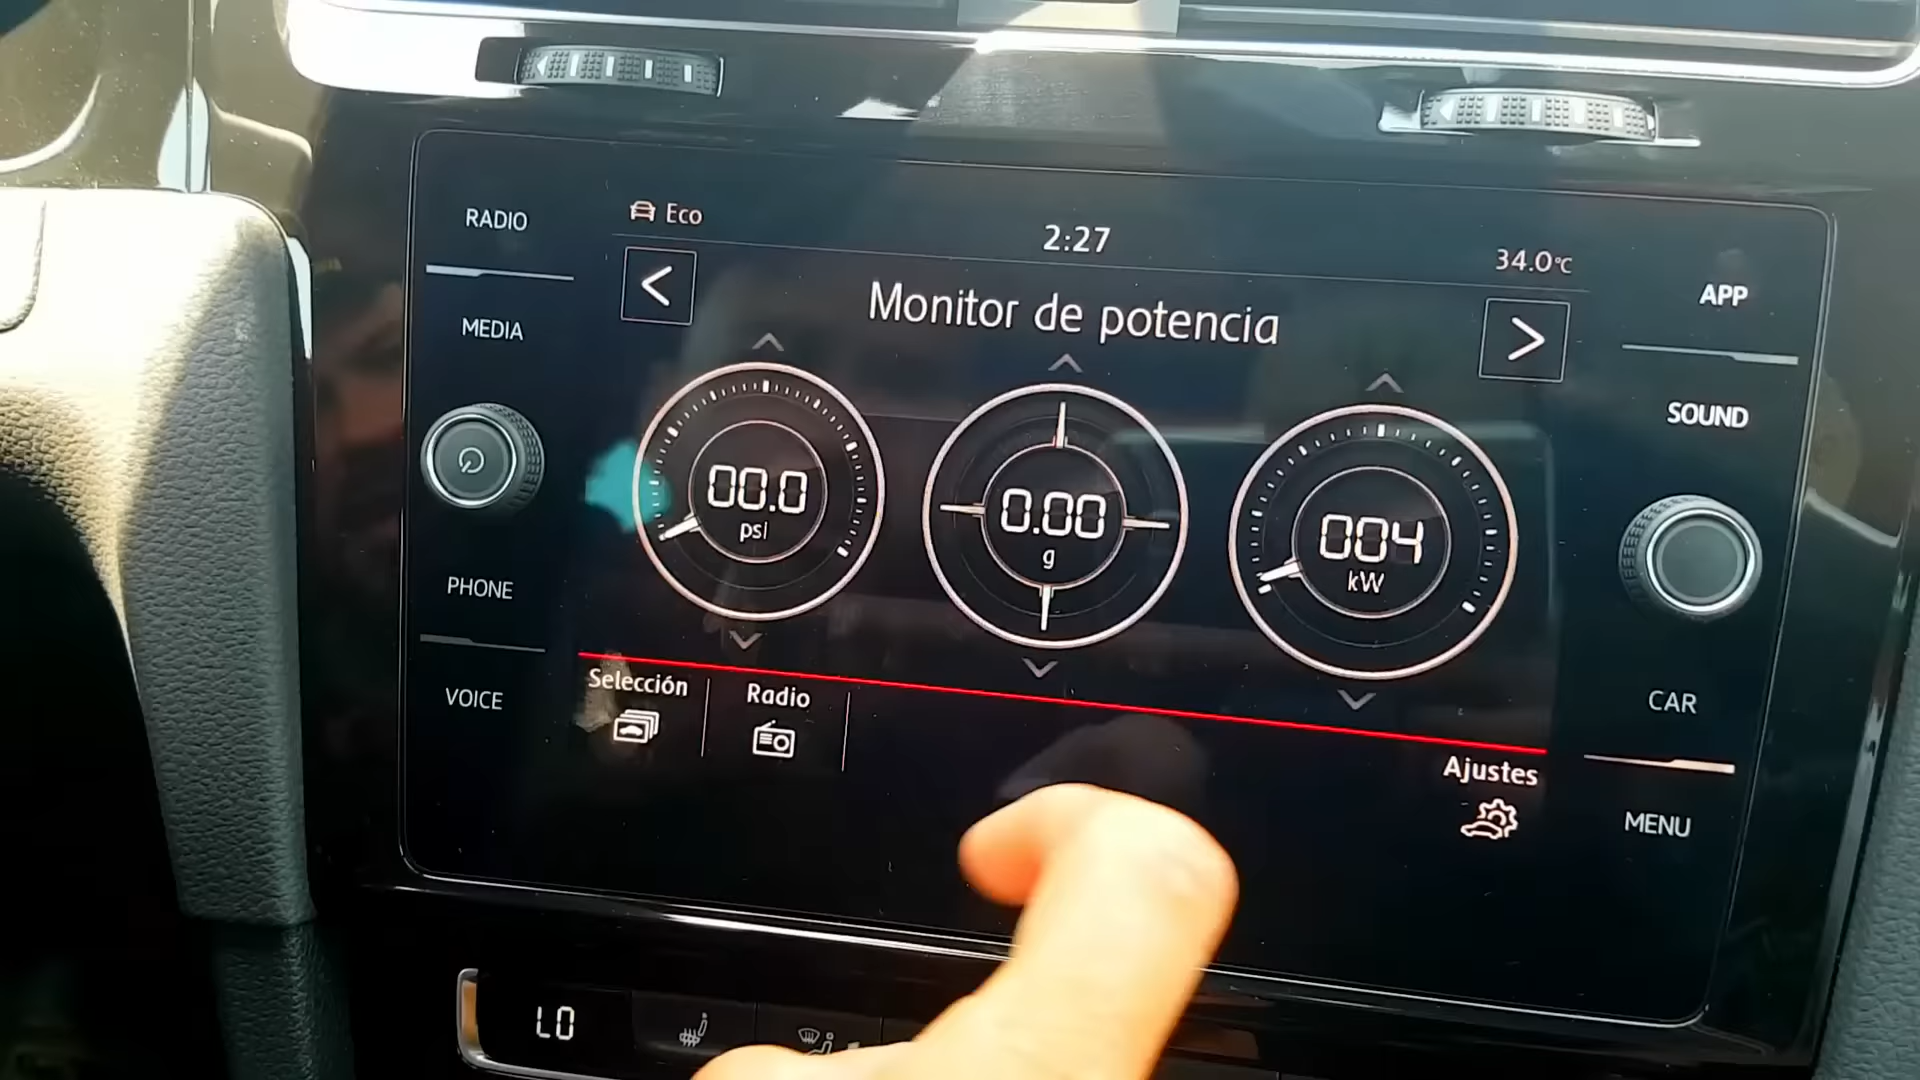 RADIO
MEDIA
PHONE
VOICE
Eco
2:27
34.0°C
<
Monitor de potencia
>
00.0
psi
0.00
g
004
kW
Selección
Radio
Ajustes
APP
SOUND
CAR
MENU
LO